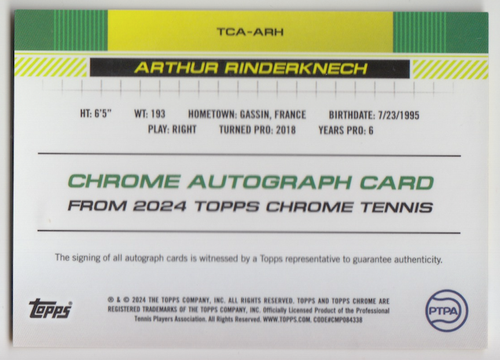 TCA-ARH
ARTHUR RINDERKNECH
HT: 6'5" WT: 193 HOMETOWN: GASSIN, FRANCE BIRTHDATE: 7/23/1995
PLAY: RIGHT TURNED PRO: 2018 YEARS PRO: 6
CHROME AUTOGRAPH CARD
FROM 2024 TOPPS CHROME TENNIS
The signing of all autograph cards is witnessed by a Topps representative to guarantee authenticity.
Topps
® & © 2024 THE TOPPS COMPANY, INC. ALL RIGHTS RESERVED. TOPPS AND TOPPS CHROME ARE
REGISTERED TRADEMARKS OF THE TOPPS COMPANY, INC. Officially Licensed Product of the Professional
Tennis Players Association. All Rights Reserved. WWW.TOPPS.COM. CODE#CMP084338
PTPA